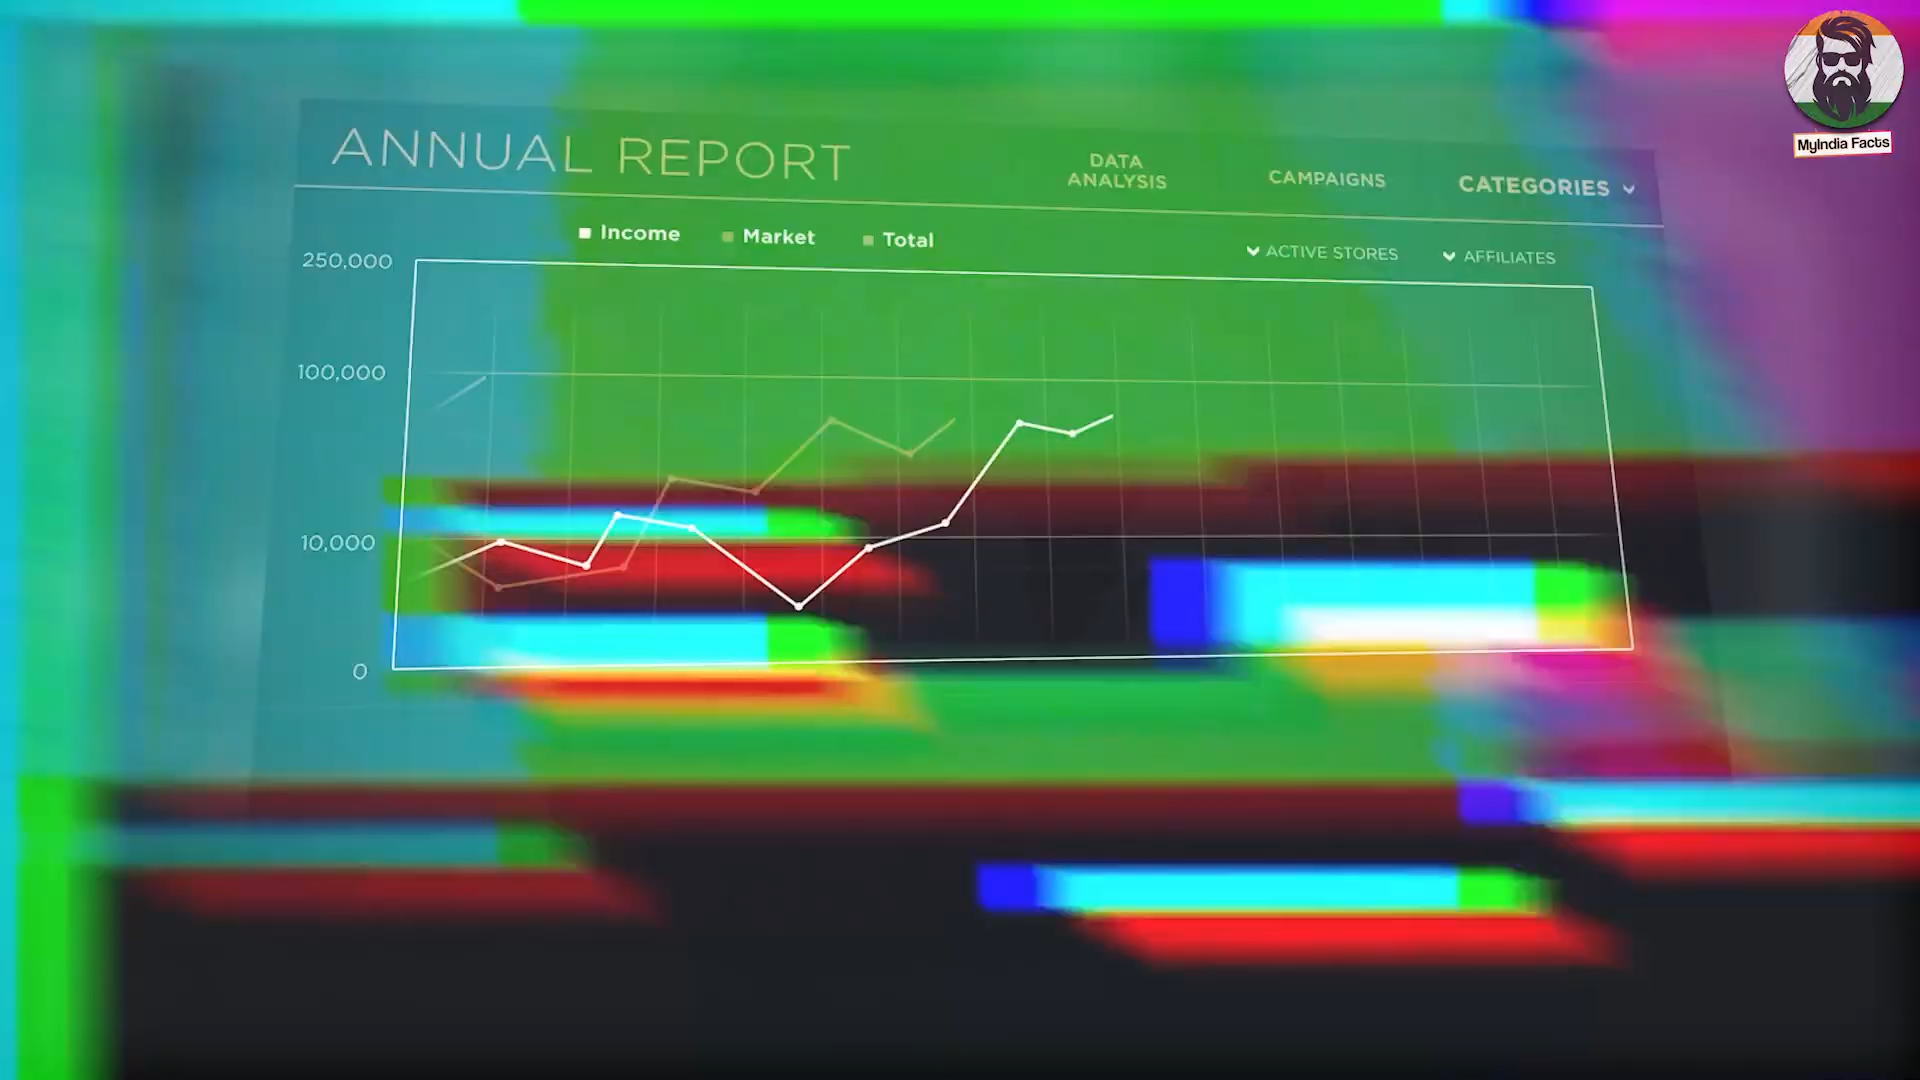 MyIndia Facts
ANNUAL REPORT
DATA
ANALYSIS
CAMPAIGNS
CATEGORIES
Income
Market
Total
ACTIVE STORES
AFFILIATES
250,000
100,000
10,000
0